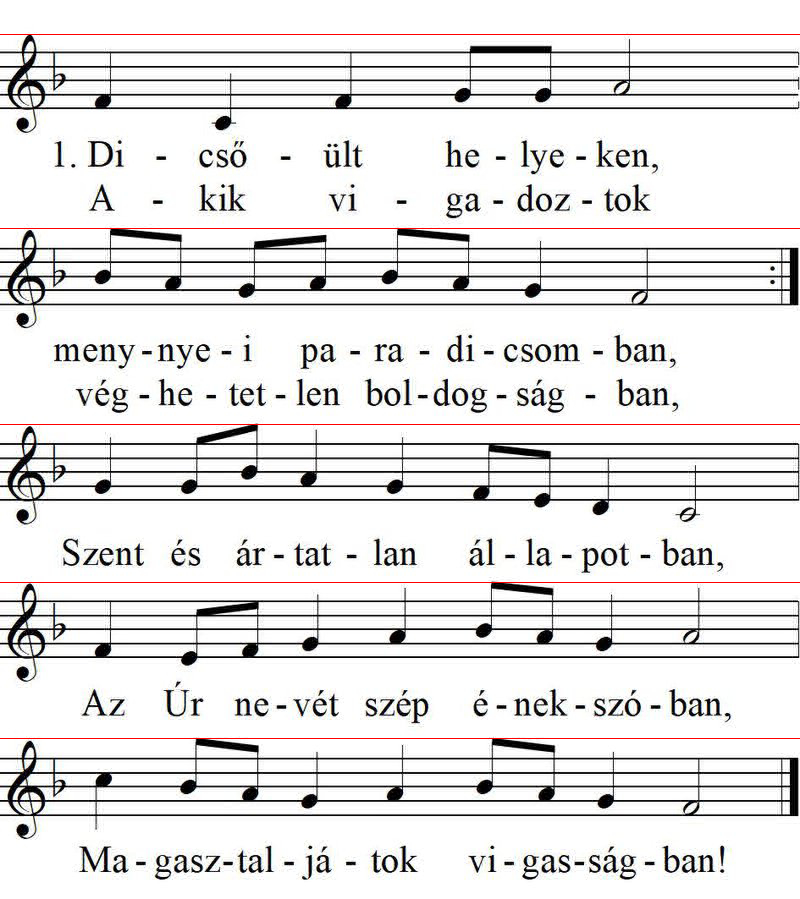 1. Di - cső - ült he - lye - ken,
A - kik vi - ga - doz - tok
meny - nye - i pa - ra - di - csom - ban,
vég - he - tet - len bol - dog - ság - ban,
Szent és ár - tat - lan ál - la - pot - ban,
Az Úr ne - vét szép é - nek - szó - ban,
Ma - gasz - tal - já - tok vi - gas - ság - ban!